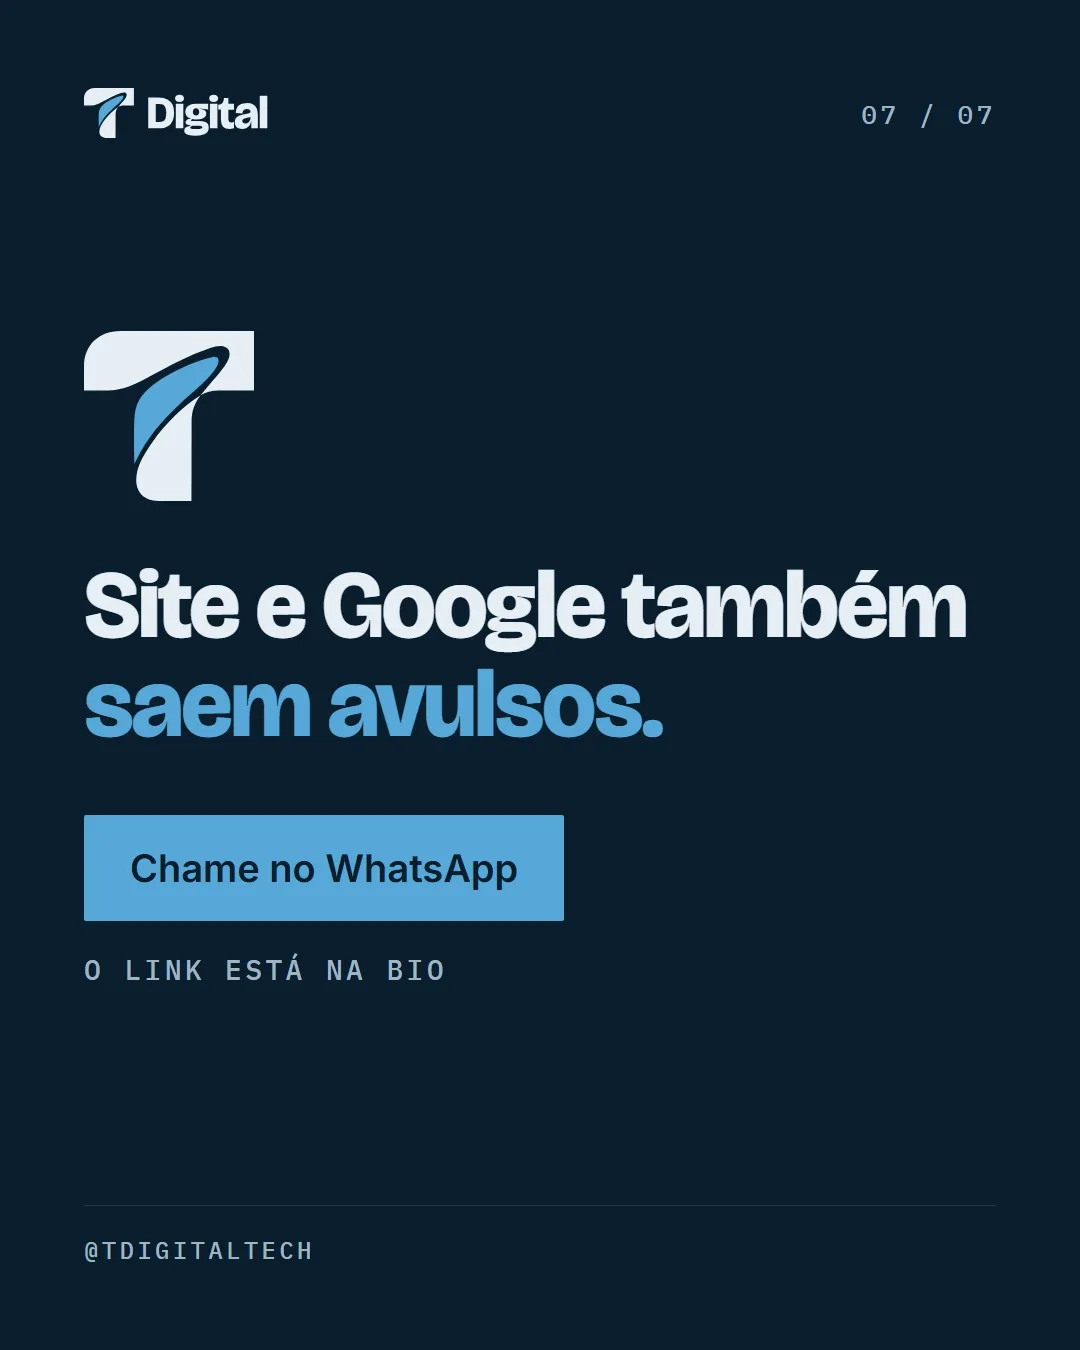 T Digital
07 / 07
T
Site e Google também
saem avulsos.
Chame no WhatsApp
O LINK ESTÁ NA BIO
@TDIGITALTECH